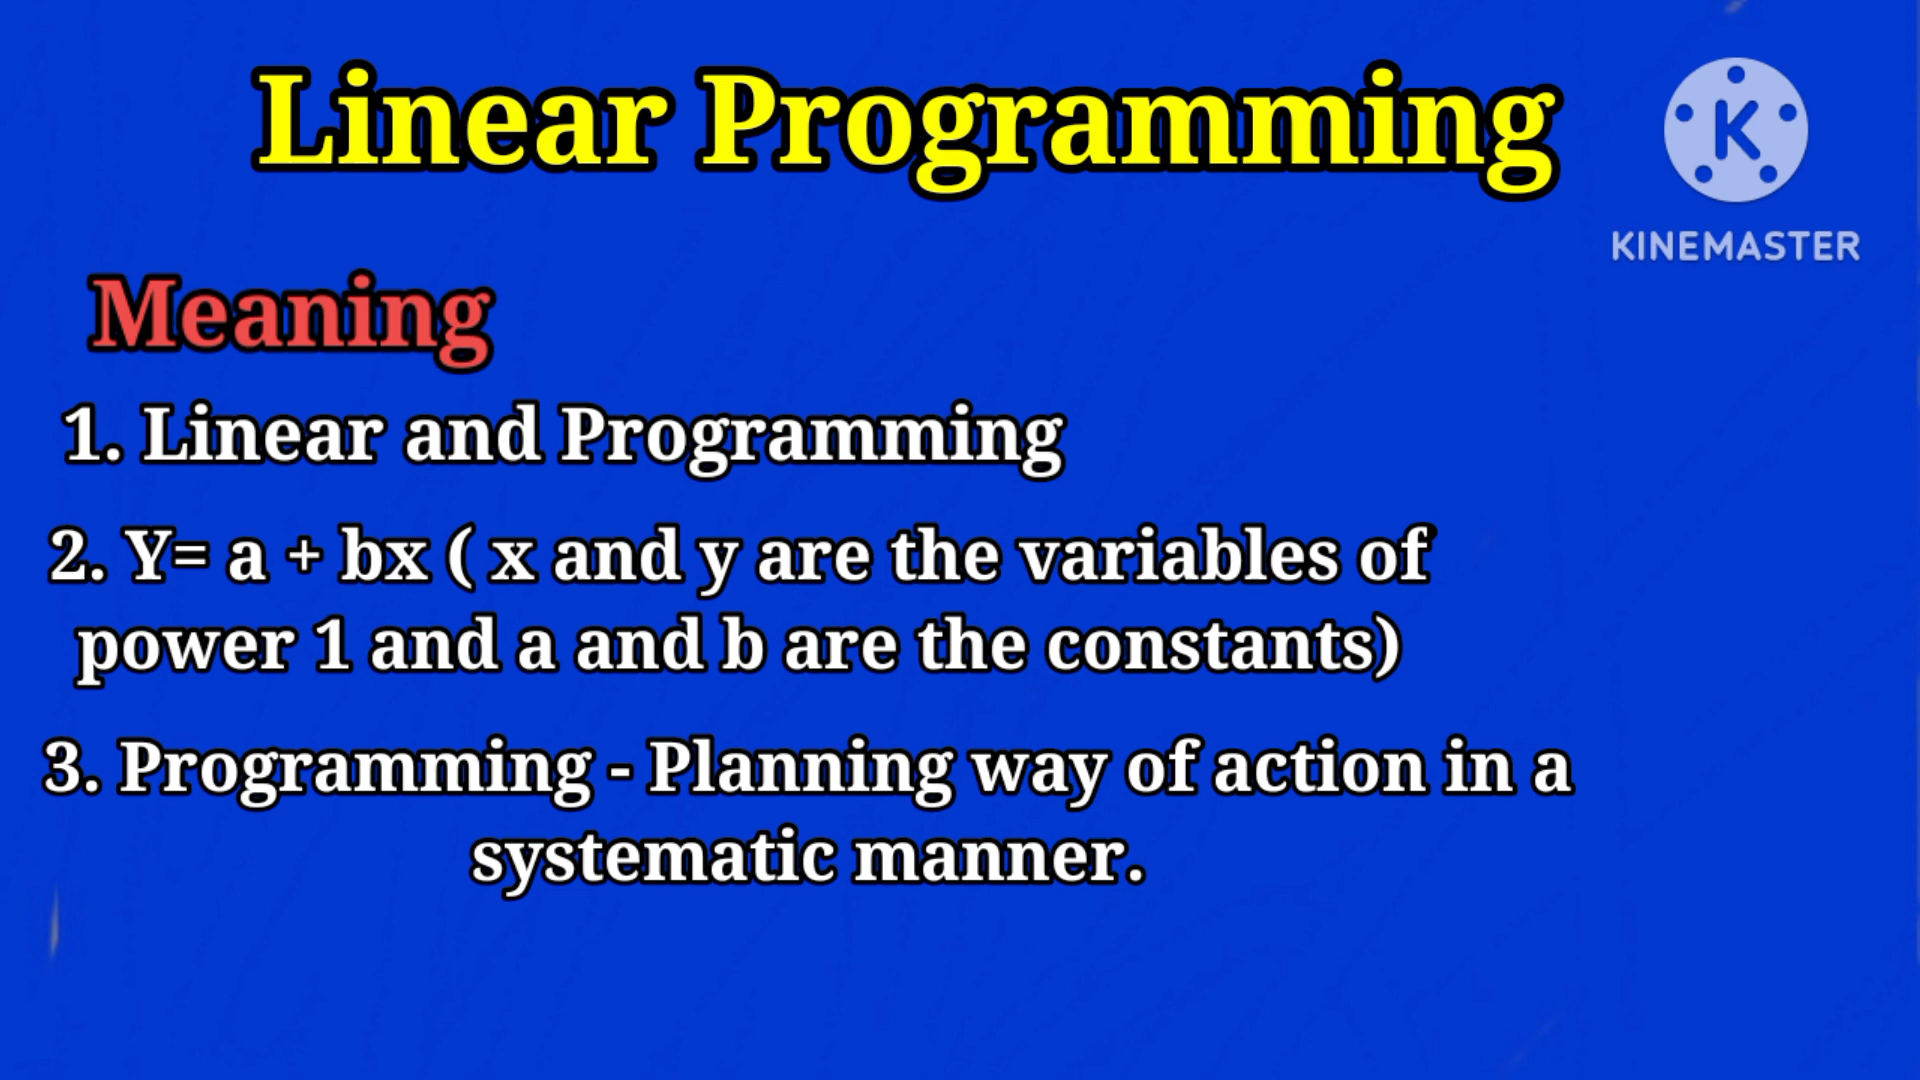 Linear Programming
K
KINEMASTER
Meaning
1. Linear and Programming
2. Y= a + bx ( x and y are the variables of
power 1 and a and b are the constants)
3. Programming - Planning way of action in a
systematic manner.